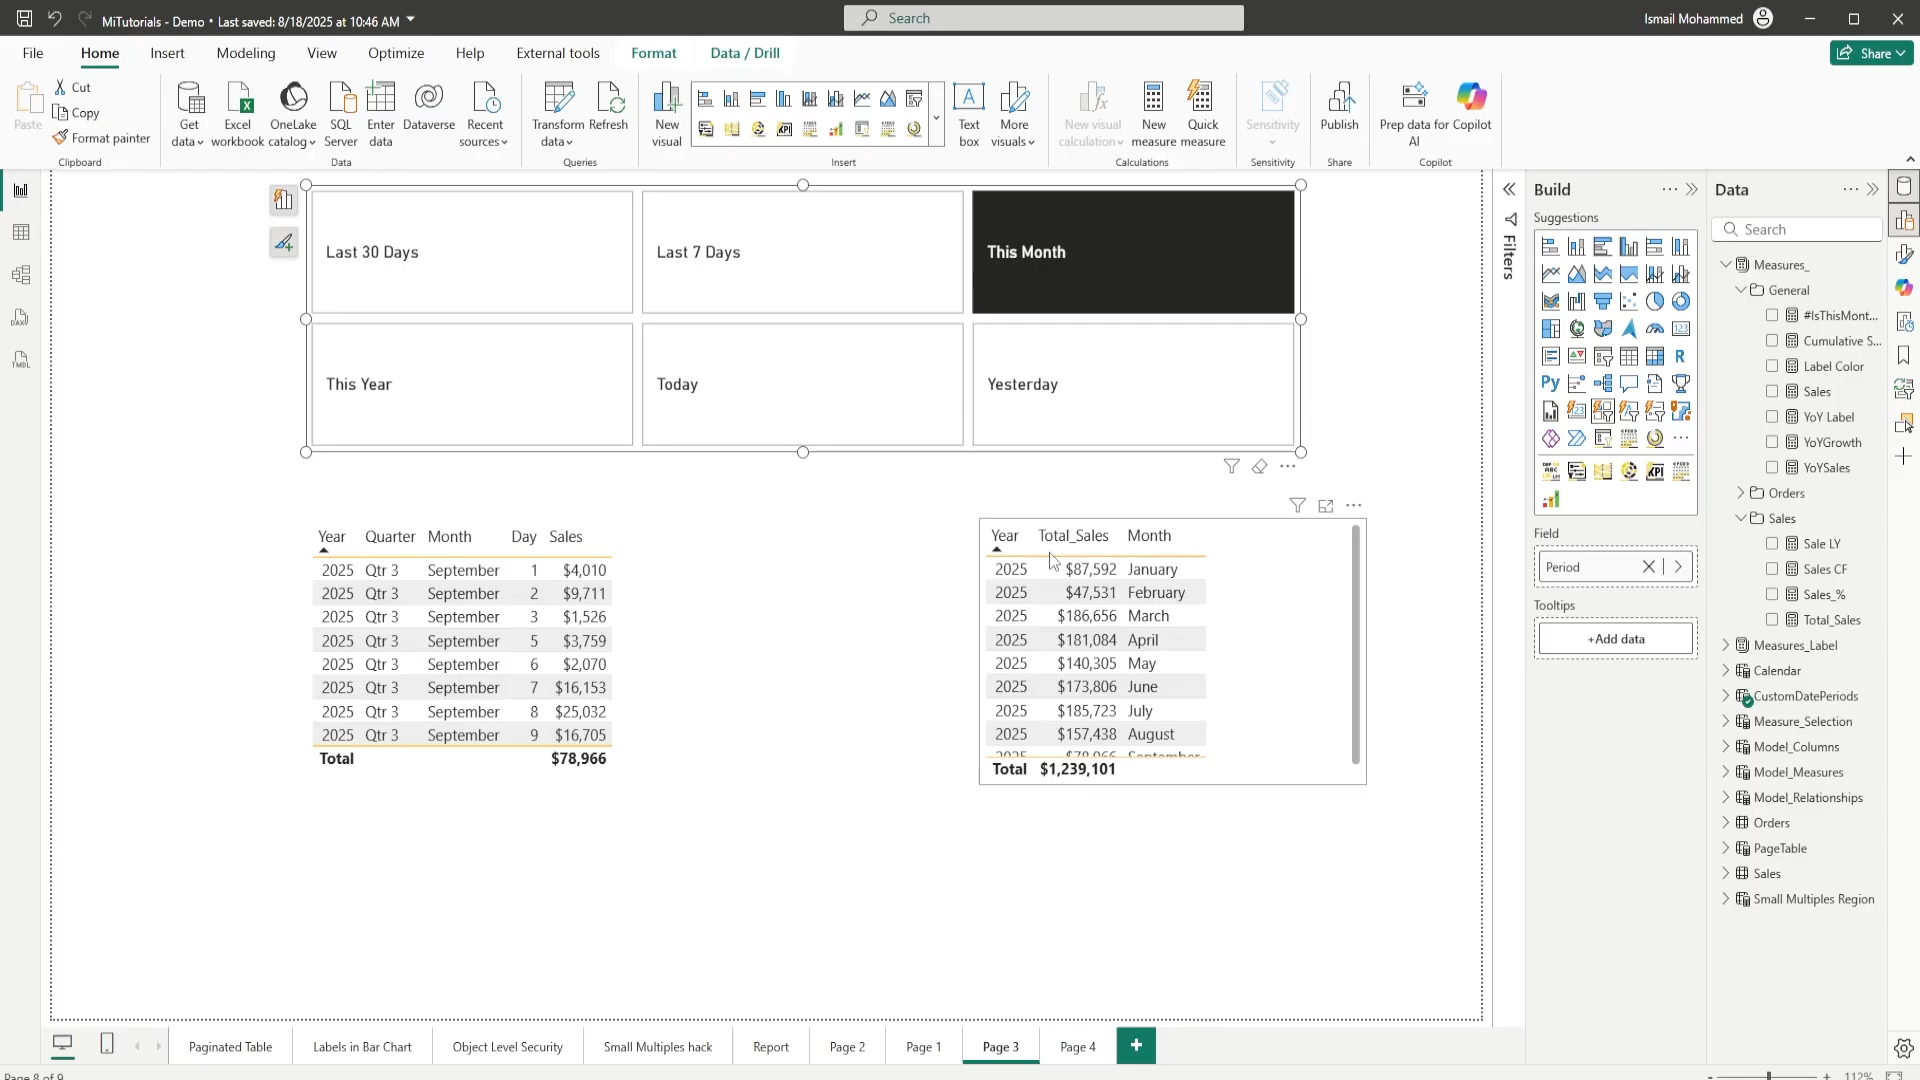 MiTutorials - Demo • Last saved: 8/18/2025 at 10:46 AM
Search
Ismail Mohammed
File Home Insert Modeling View Optimize Help External tools Format Data / Drill
Share
Paste
Cut
Copy
Format painter
Clipboard
Get data
Excel workbook
OneLake catalog
SQL Server
Enter data
Dataverse
Recent sources
Data
Transform data
Refresh
Queries
New visual
Text box
More visuals
Insert
New visual calculation
New measure
Quick measure
Calculations
Sensitivity
Sensitivity
Publish
Share
Prep data for AI
Copilot
Copilot
Last 30 Days
Last 7 Days
This Month
This Year
Today
Yesterday
Year Quarter Month Day Sales
2025 Qtr 3 September 1 $4,010
2025 Qtr 3 September 2 $9,711
2025 Qtr 3 September 3 $1,526
2025 Qtr 3 September 5 $3,759
2025 Qtr 3 September 6 $2,070
2025 Qtr 3 September 7 $16,153
2025 Qtr 3 September 8 $25,032
2025 Qtr 3 September 9 $16,705
Total $78,966
Year Total_Sales Month
2025 $87,592 January
2025 $47,531 February
2025 $186,656 March
2025 $181,084 April
2025 $140,305 May
2025 $173,806 June
2025 $185,723 July
2025 $157,438 August
2025 $78,966 September
Total $1,239,101
Filters
Build
Suggestions
Field
Period
Tooltips
+Add data
Data
Search
Measures_
General
#IsThisMont...
Cumulative S...
Label Color
Sales
YoY Label
YoYGrowth
YoYSales
Orders
Sales
Sale LY
Sales CF
Sales_%
Total_Sales
Measures_Label
Calendar
CustomDatePeriods
Measure_Selection
Model_Columns
Model_Measures
Model_Relationships
Orders
PageTable
Sales
Small Multiples Region
DAX
TMDL
Paginated Table
Labels in Bar Chart
Object Level Security
Small Multiples hack
Report
Page 2
Page 1
Page 3
Page 4
Page 8 of 9
112%